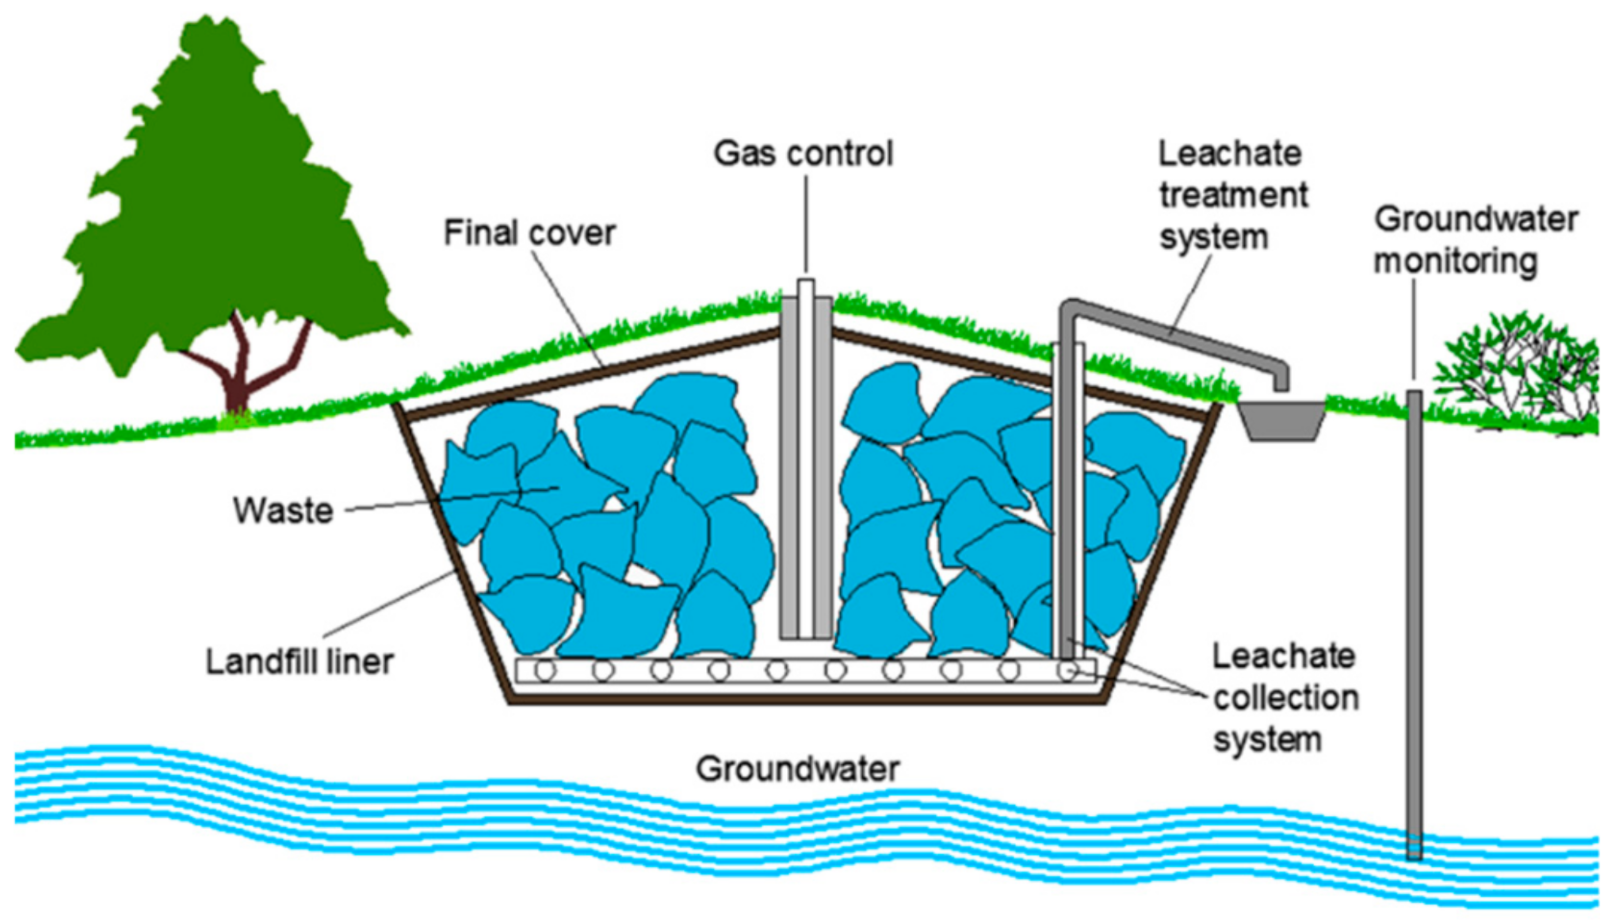 Gas control
Leachate
treatment
system
Groundwater
monitoring
Final cover
Waste
Landfill liner
Leachate
collection
system
Groundwater